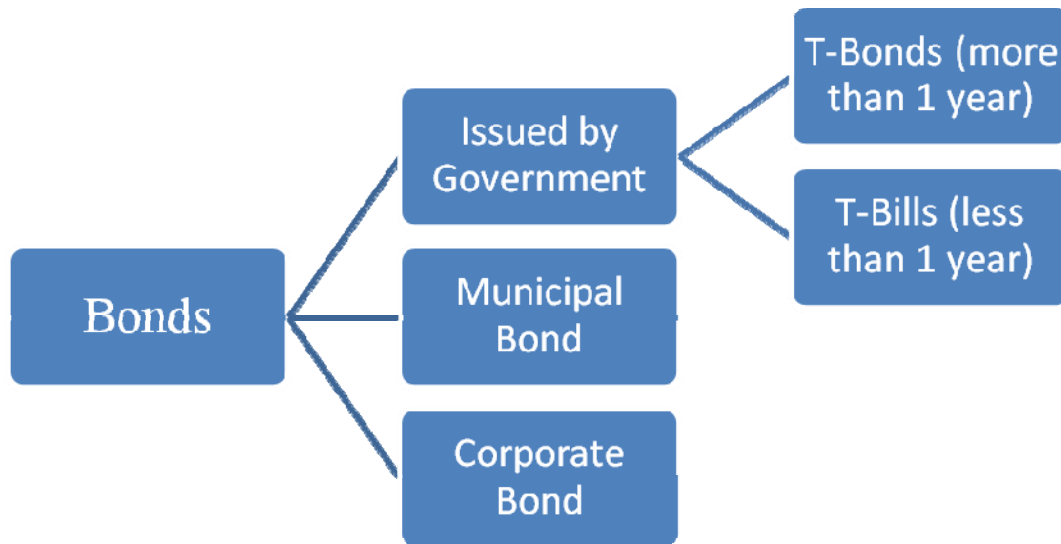 Bonds
Issued by
Government
Municipal
Bond
Corporate
Bond
T-Bonds (more
than 1 year)
T-Bills (less
than 1 year)